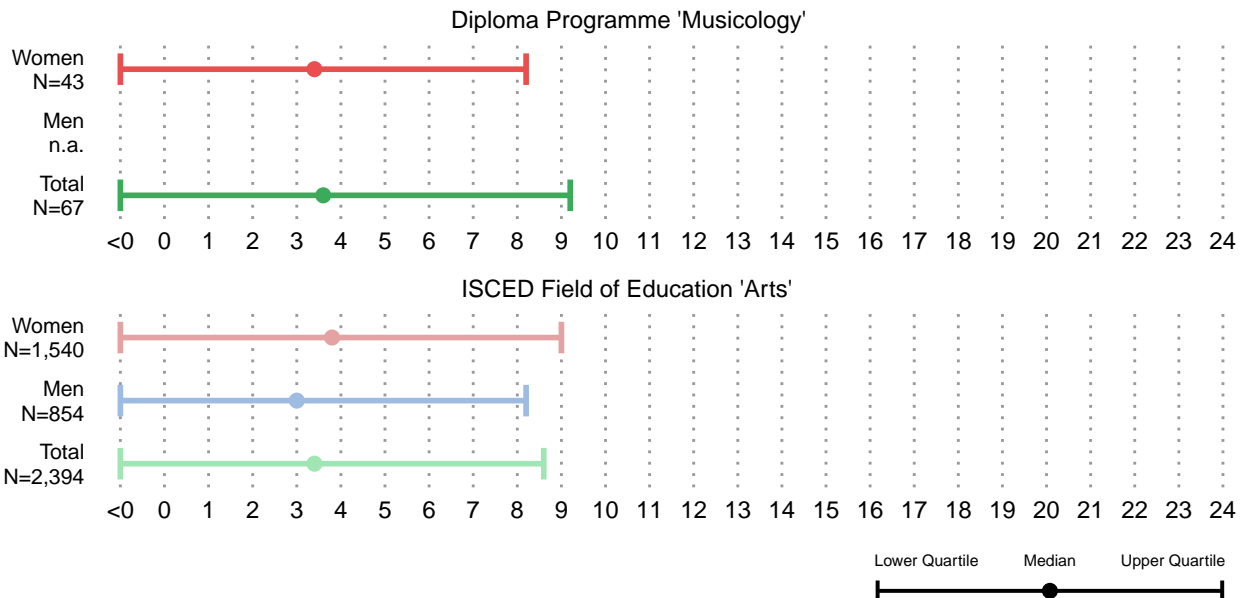 Diploma Programme 'Musicology'
Women
N=43
Men
n.a.
Total
N=67
<0 0 1 2 3 4 5 6 7 8 9 10 11 12 13 14 15 16 17 18 19 20 21 22 23 24
ISCED Field of Education 'Arts'
Women
N=1,540
Men
N=854
Total
N=2,394
<0 0 1 2 3 4 5 6 7 8 9 10 11 12 13 14 15 16 17 18 19 20 21 22 23 24
Lower Quartile Median Upper Quartile